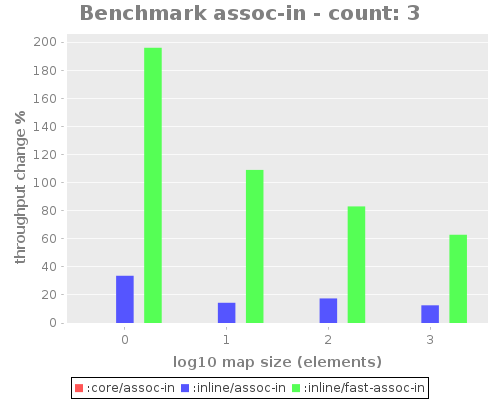 Benchmark assoc-in - count: 3
throughput change %
200
180
160
140
120
100
80
60
40
20
0
0 1 2 3
log10 map size (elements)
:core/assoc-in :inline/assoc-in :inline/fast-assoc-in